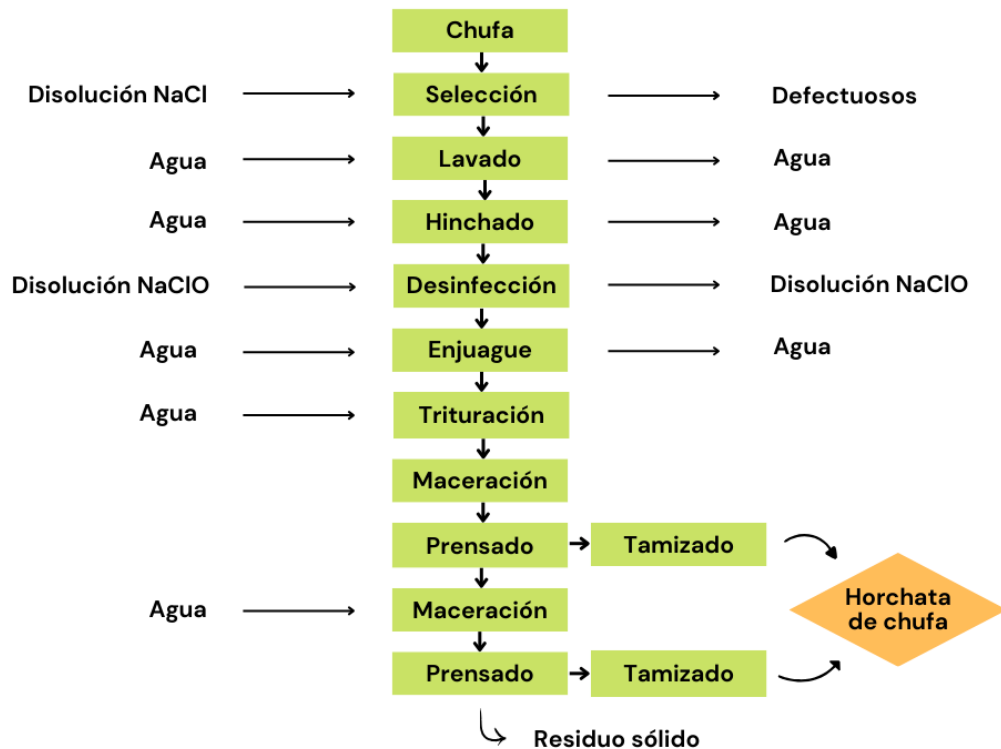 Chufa
Disolución NaCl
Selección
Defectuosos
Agua
Lavado
Agua
Agua
Hinchado
Agua
Disolución NaClO
Desinfección
Disolución NaClO
Agua
Enjuague
Agua
Agua
Trituración
Maceración
Prensado
Tamizado
Horchata
de chufa
Agua
Maceración
Prensado
Tamizado
Residuo sólido